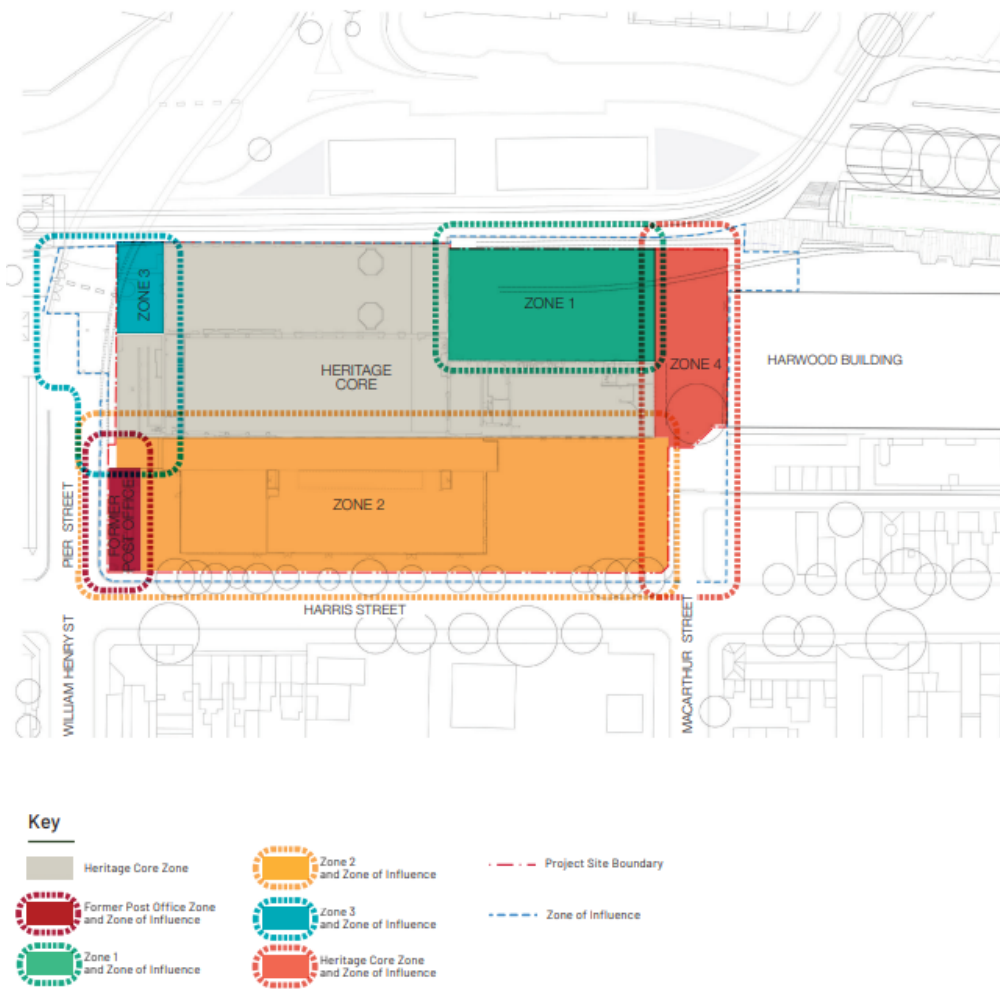 ZONE 3
ZONE 1
HERITAGE
CORE
ZONE 4
HARWOOD BUILDING
ZONE 2
FORMER
POST OFFICE
PIER STREET
HARRIS STREET
WILLIAM HENRY ST
MACARTHUR STREET
Key
Heritage Core Zone
Former Post Office Zone
and Zone of Influence
Zone 1
and Zone of Influence
Zone 2
and Zone of Influence
Zone 3
and Zone of Influence
Heritage Core Zone
and Zone of Influence
Project Site Boundary
Zone of Influence